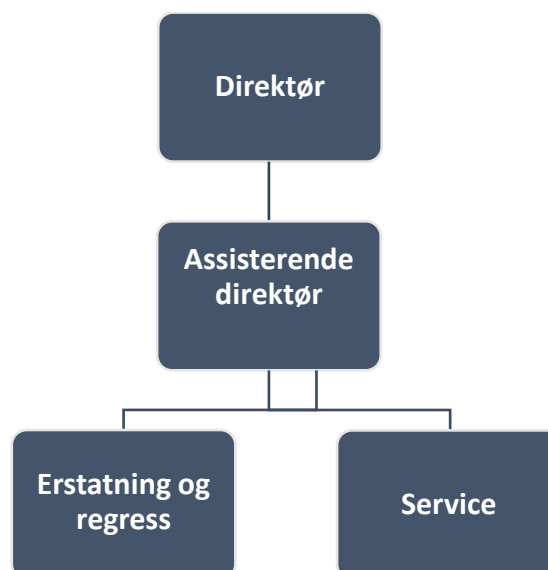 Direktør
Assisterende
direktør
Erstatning og
regress
Service